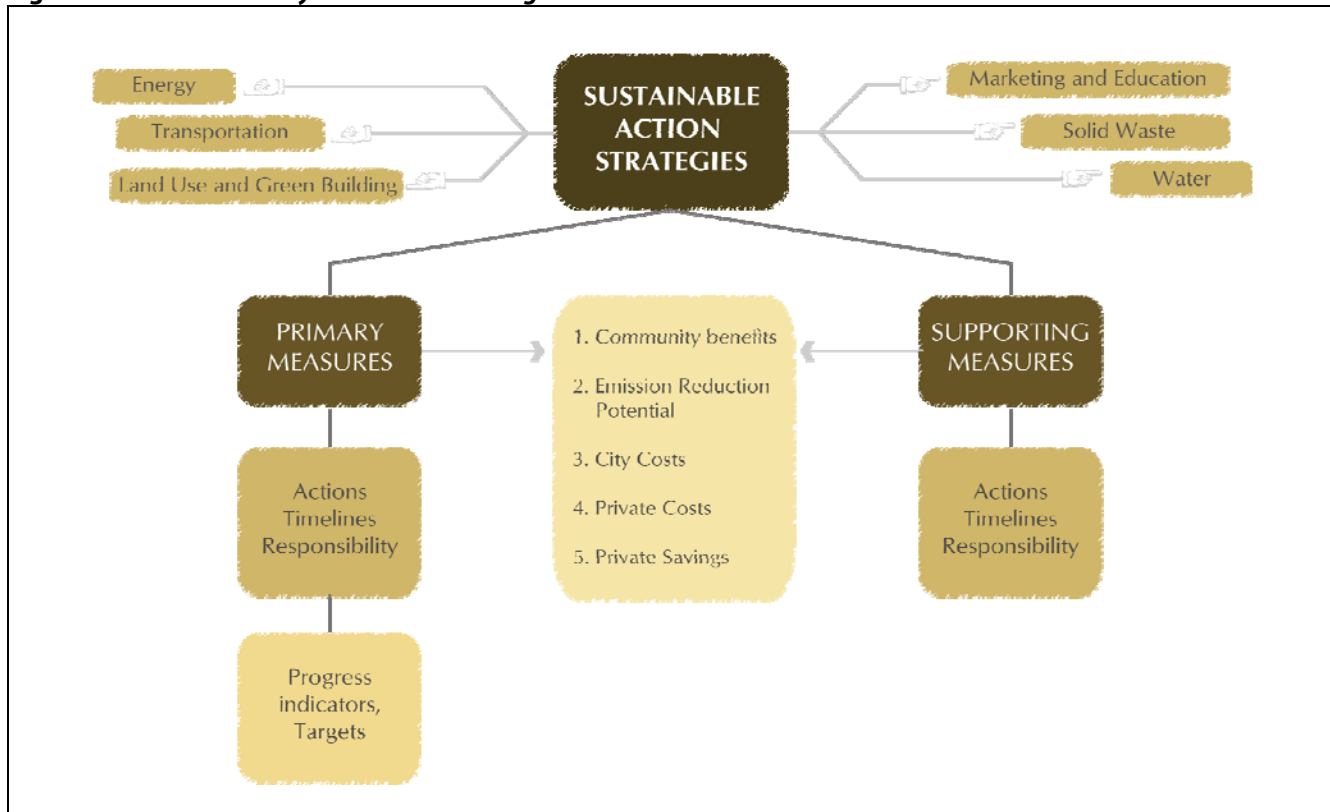 Energy
Transportation
Land Use and Green Building
SUSTAINABLE
ACTION
STRATEGIES
Marketing and Education
Solid Waste
Water
PRIMARY
MEASURES
1. Community benefits
2. Emission Reduction
Potential
3. City Costs
4. Private Costs
5. Private Savings
SUPPORTING
MEASURES
Actions
Timelines
Responsibility
Actions
Timelines
Responsibility
Progress
indicators,
Targets